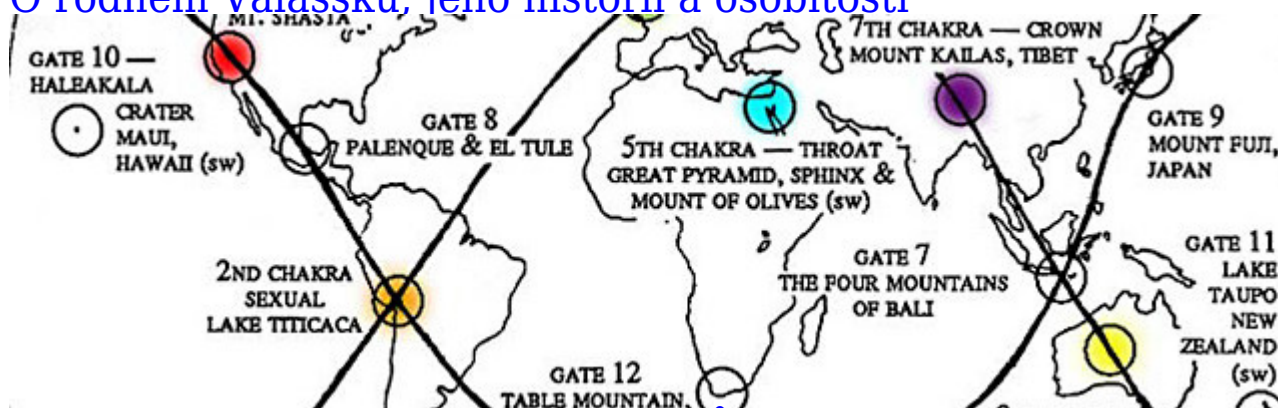 O rodném Valašsku, jeho historii a osobitosti
MT. SHASTA
GATE 10 —
HALEAKALA
CRATER
MAUI,
HAWAII (sw)
GATE 8
PALENQUE & EL TULE
7TH CHAKRA — CROWN
MOUNT KAILAS, TIBET
5TH CHAKRA — THROAT
GREAT PYRAMID, SPHINX &
MOUNT OF OLIVES (sw)
GATE 9
MOUNT FUJI,
JAPAN
2ND CHAKRA
SEXUAL
LAKE TITICACA
GATE 7
THE FOUR MOUNTAINS
OF BALI
GATE 11
LAKE
TAUPO
NEW
ZEALAND
(sw)
GATE 12
TABLE MOUNTAIN,